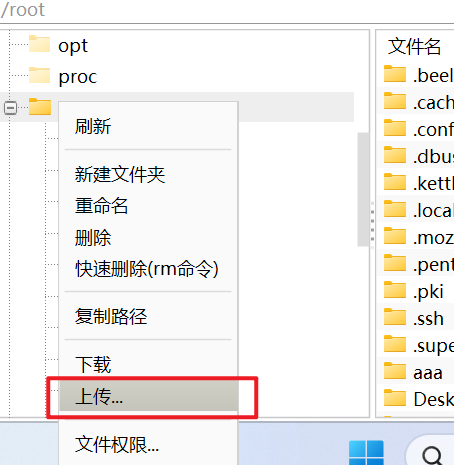 /root
opt
proc
刷新
新建文件夹
重命名
删除
快速删除(rm命令)
复制路径
下载
上传...
文件权限...
文件名
.beel
.cach
.conf
.dbus
.kettl
.local
.moz
.pent
.pki
.ssh
.supe
aaa
Desk